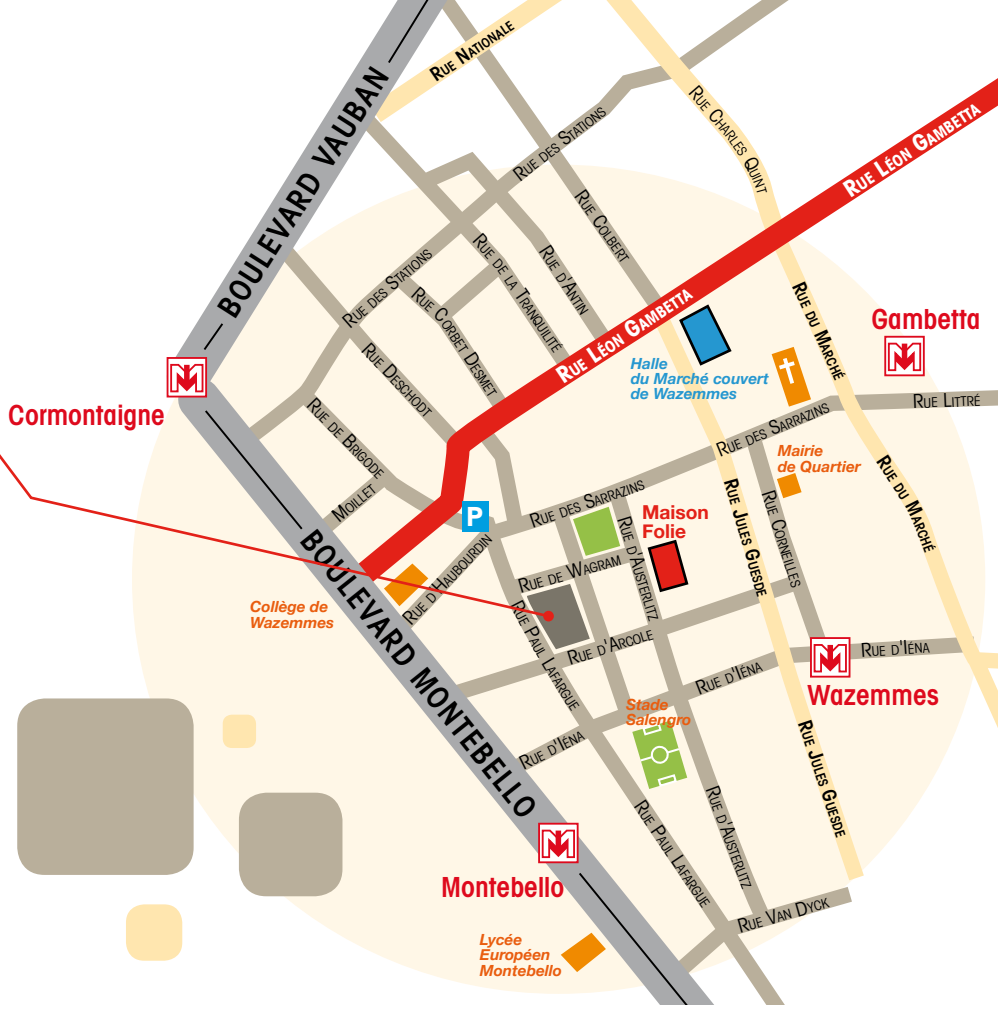 Rue Nationale
BOULEVARD VAUBAN
Rue Charles Quint
Rue des Stations
Rue Léon Gambetta
Rue Léon Gambetta
Rue Colbert
Rue d'Antin
Rue de la Tranquilité
Rue des Stations
Rue Corbet Desmet
Rue Deschodt
Rue Léon Gambetta
Rue du Marché
Gambetta
M
Halle
du Marché couvert
de Wazemmes
M
Cormontaigne
Rue Littré
Rue des Sarrazins
Rue de Brigode
Mairie
de Quartier
Rue du Marché
Moillet
P
Rue des Sarrazins
Maison
Folie
Rue Jules Guesde
Rue Corneilles
BOULEVARD MONTEBELLO
Rue d'Haubourdin
Rue de Wagram
Rue d'Austerlitz
Collège de
Wazemmes
Rue Paul Lafargue
Rue d'Arcole
M
Rue d'Iéna
Wazemmes
Rue d'Iéna
Stade
Salengro
Rue d'Iéna
Rue Jules Guesde
Rue Paul Lafargue
Rue d'Austerlitz
M
Montebello
Rue Van Dyck
Lycée
Européen
Montebello